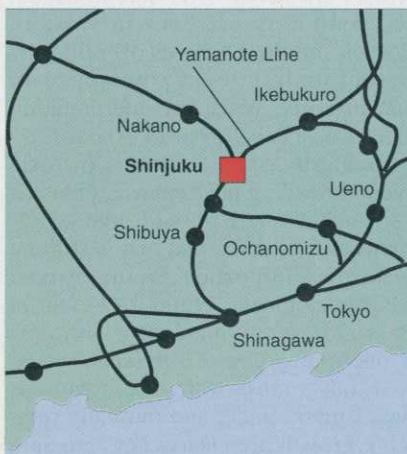 Yamanote Line
Ikebukuro
Nakano
Shinjuku
Ueno
Shibuya
Ochanomizu
Tokyo
Shinagawa